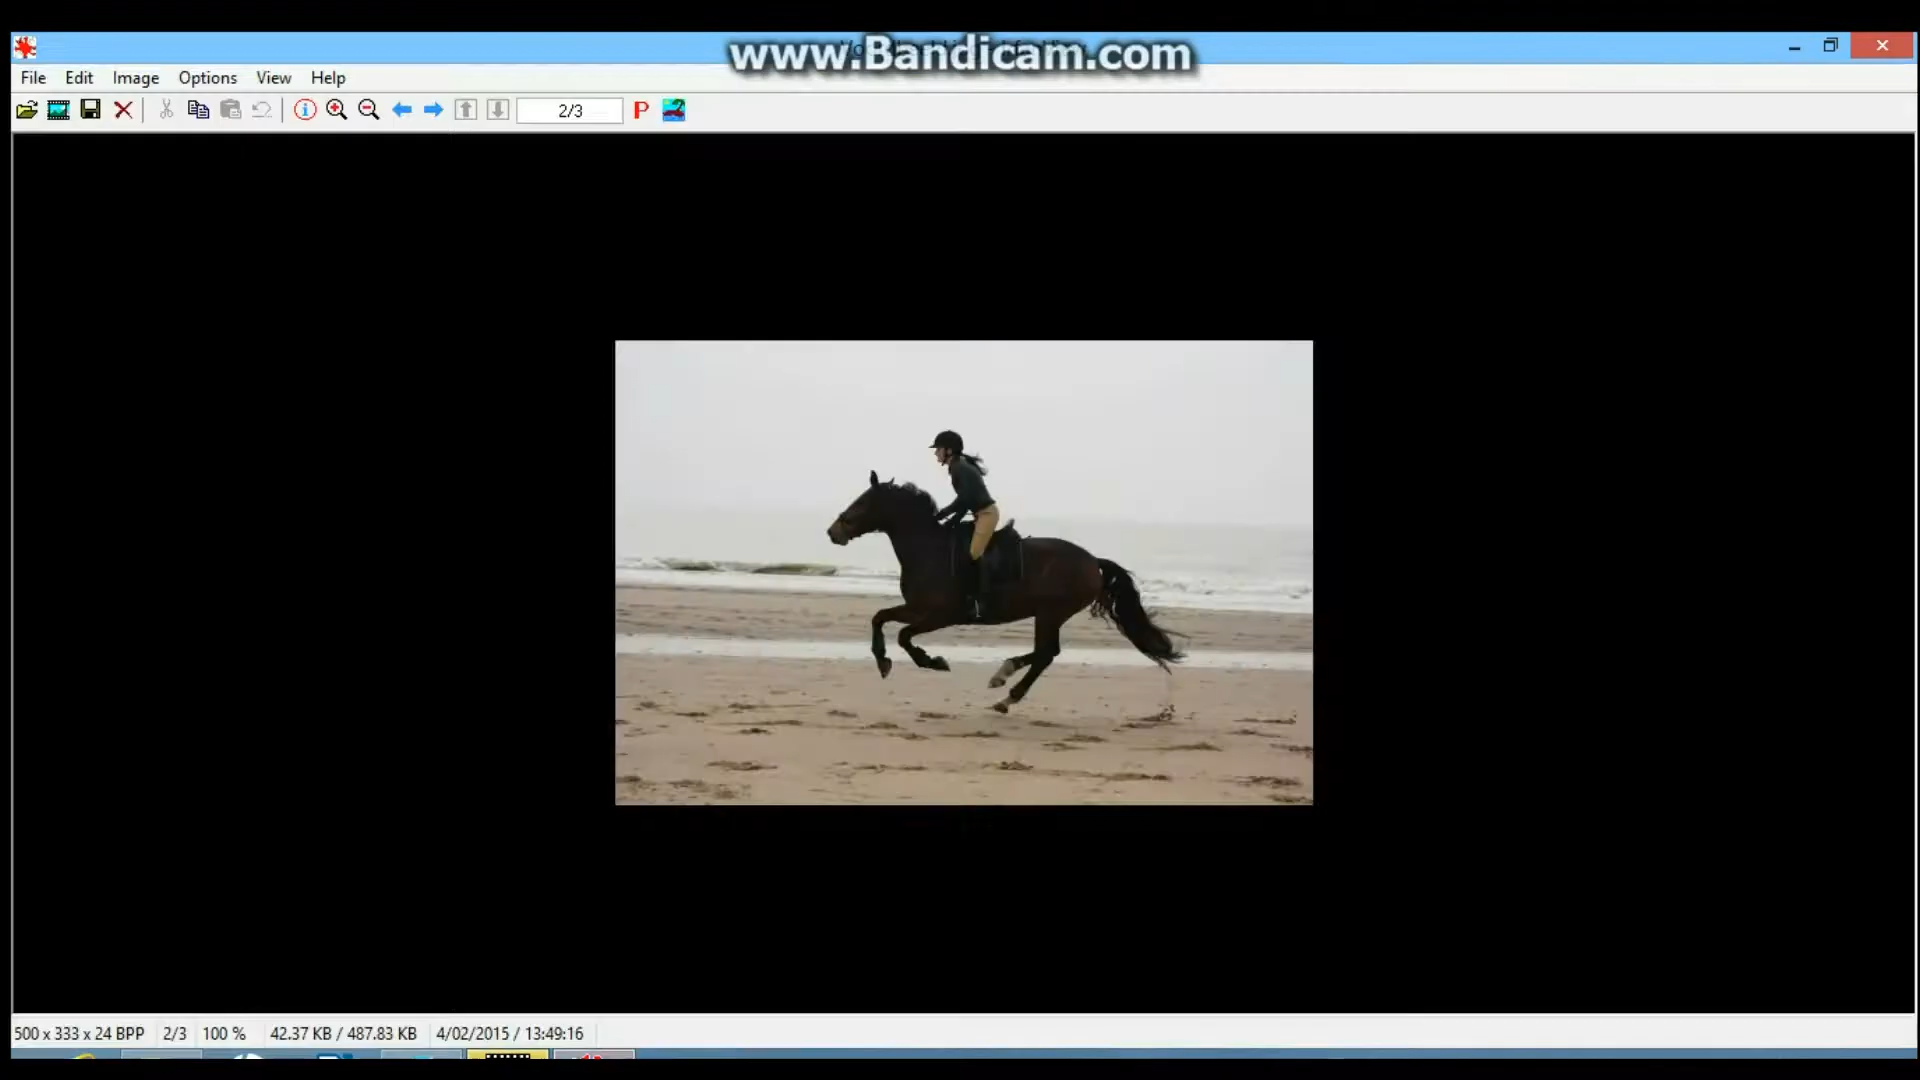 www.Bandicam.com
File Edit Image Options View Help
2/3 P
500 x 333 x 24 BPP 2/3 100 % 42.37 KB / 487.83 KB 4/02/2015 / 13:49:16